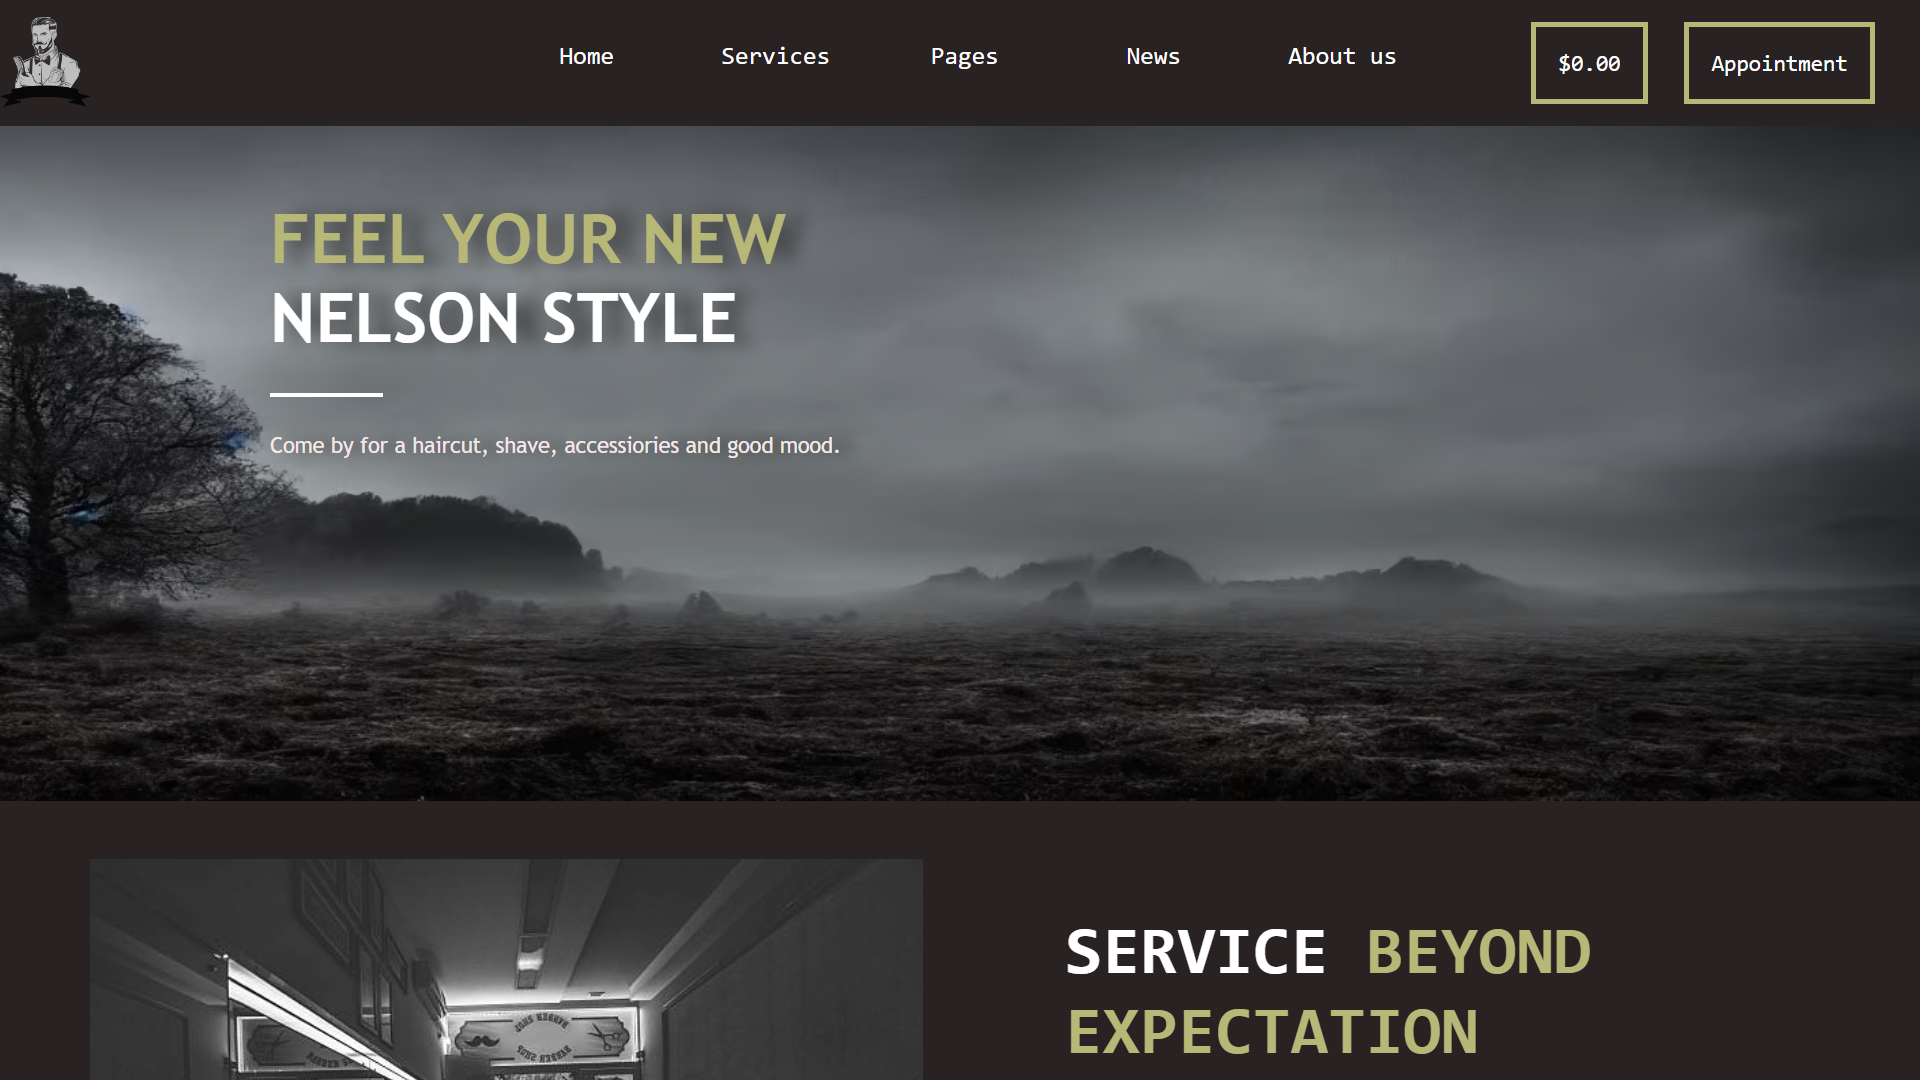 Home Services Pages News About us $0.00 Appointment
FEEL YOUR NEW
NELSON STYLE
Come by for a haircut, shave, accessiories and good mood.
SERVICE BEYOND
EXPECTATION